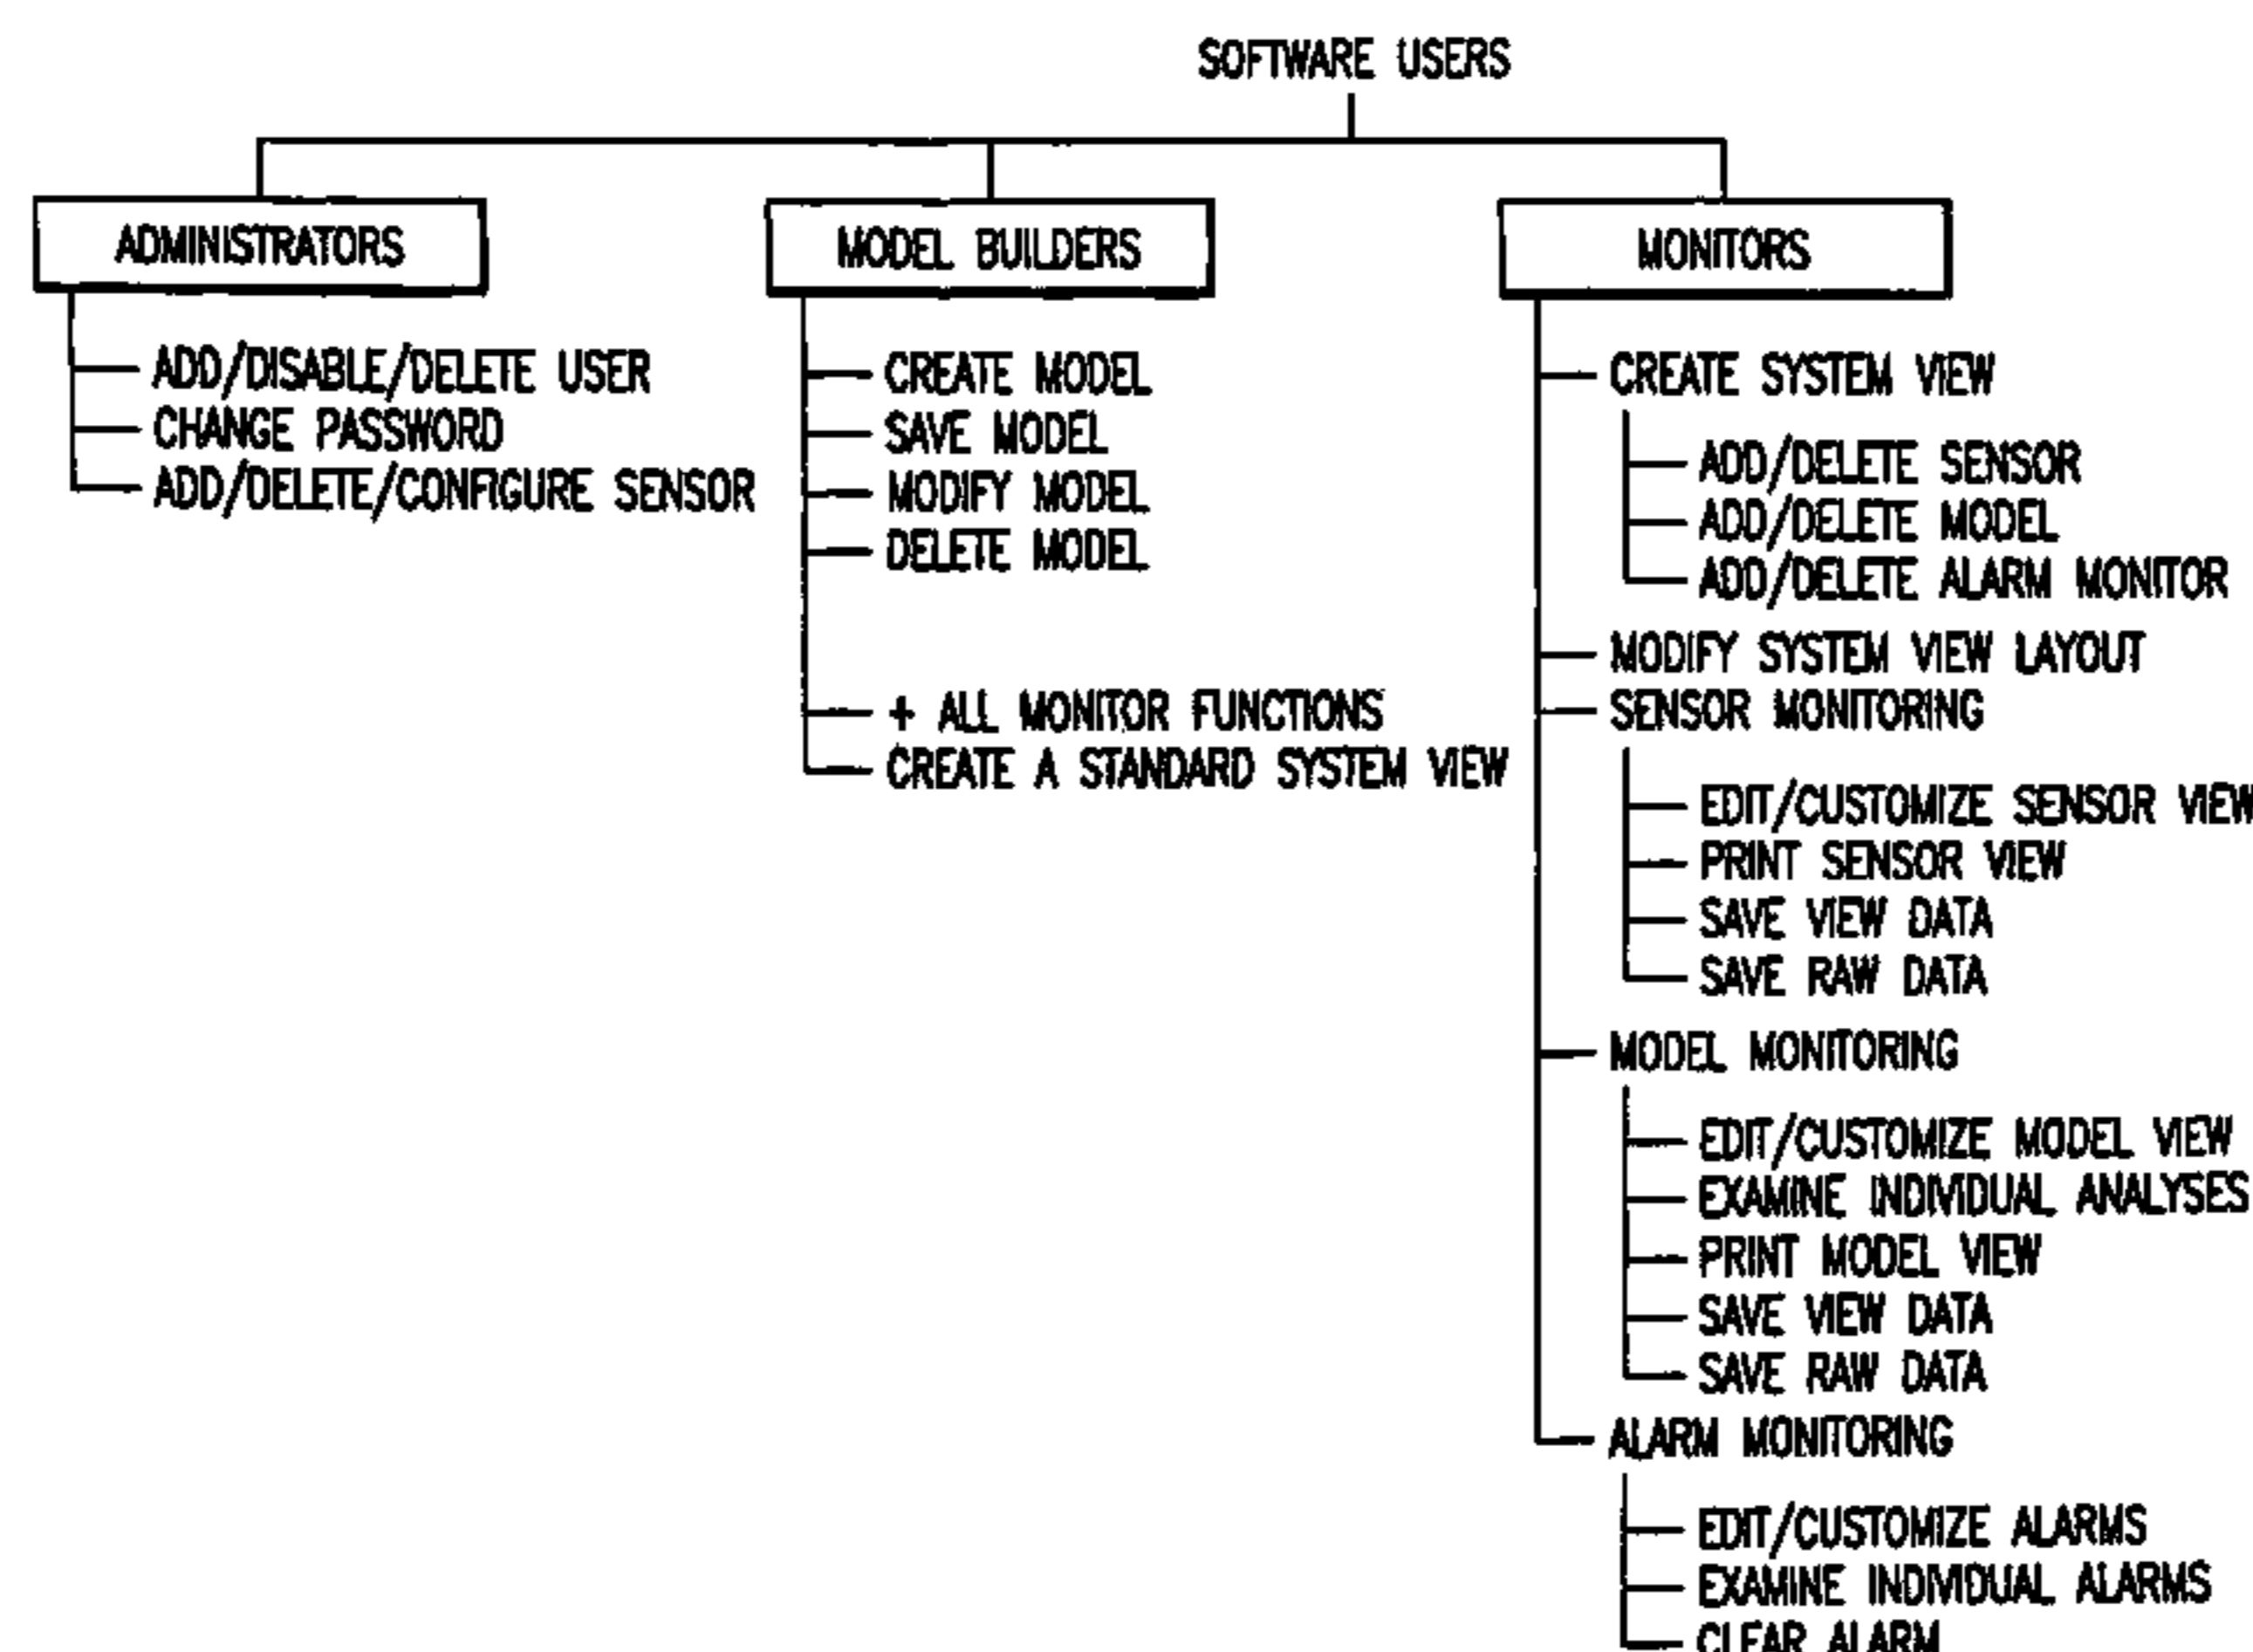 SOFTWARE USERS
ADMINISTRATORS
ADD/DISABLE/DELETE USER
CHANGE PASSWORD
ADD/DELETE/CONFIGURE SENSOR
MODEL BUILDERS
CREATE MODEL
SAVE MODEL
MODIFY MODEL
DELETE MODEL
+ ALL MONITOR FUNCTIONS
CREATE A STANDARD SYSTEM VIEW
MONITORS
CREATE SYSTEM VIEW
ADD/DELETE SENSOR
ADD/DELETE MODEL
ADD/DELETE ALARM MONITOR
MODIFY SYSTEM VIEW LAYOUT
SENSOR MONITORING
EDIT/CUSTOMIZE SENSOR VIEW
PRINT SENSOR VIEW
SAVE VIEW DATA
SAVE RAW DATA
MODEL MONITORING
EDIT/CUSTOMIZE MODEL VIEW
EXAMINE INDIVIDUAL ANALYSES
PRINT MODEL VIEW
SAVE VIEW DATA
SAVE RAW DATA
ALARM MONITORING
EDIT/CUSTOMIZE ALARMS
EXAMINE INDIVIDUAL ALARMS
CLEAR ALARM